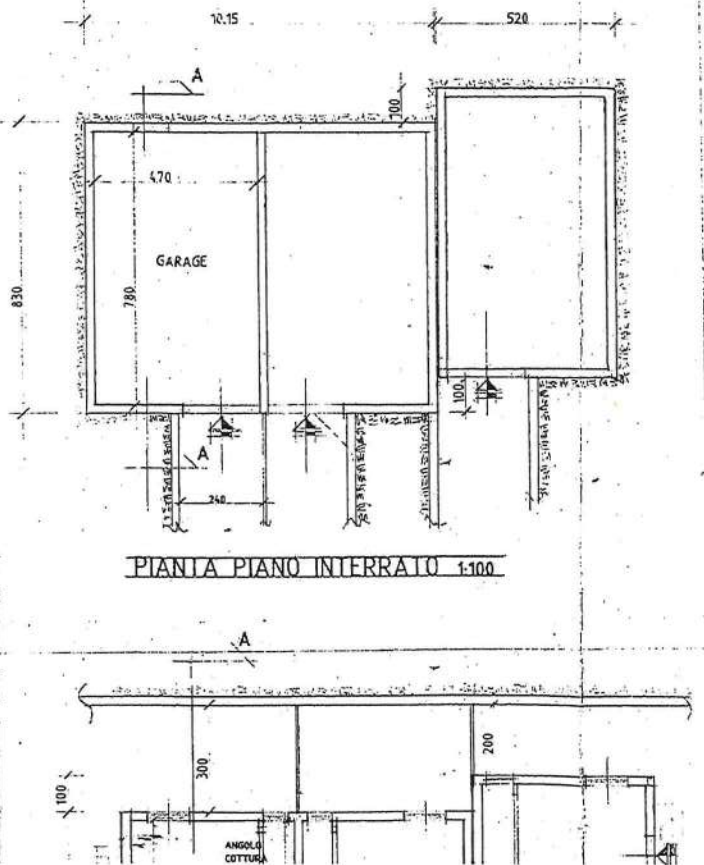 10.15
520
A
100
470
GARAGE
830
780
100
A
240
PIANTA PIANO INTERRATO 1:100
A
300
200
100
ANGOLO
COTTURA